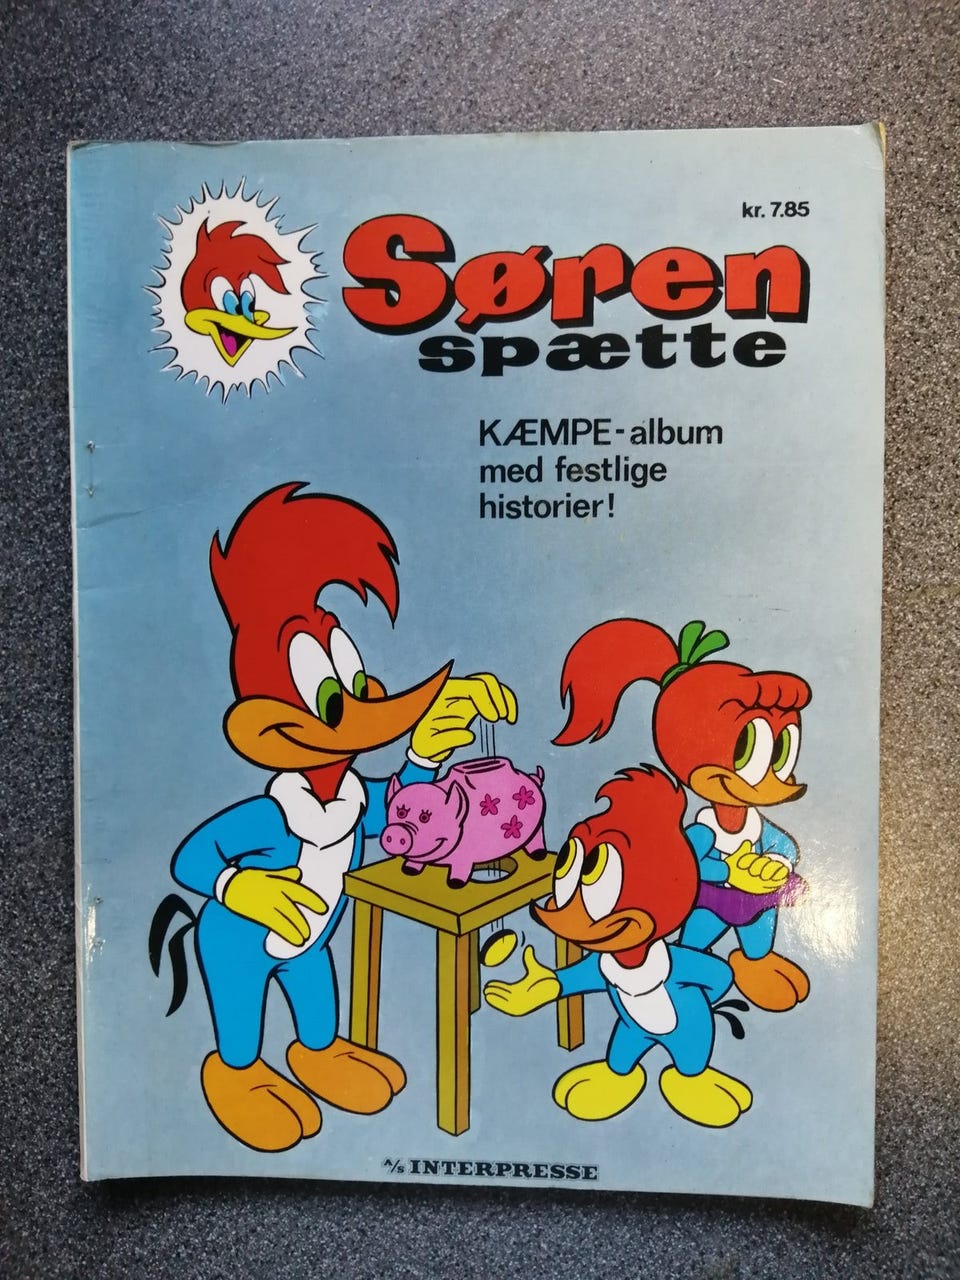 kr. 7.85
Søren
spætte
KÆMPE-album
med festlige
historier!
A/S INTERPRESSE